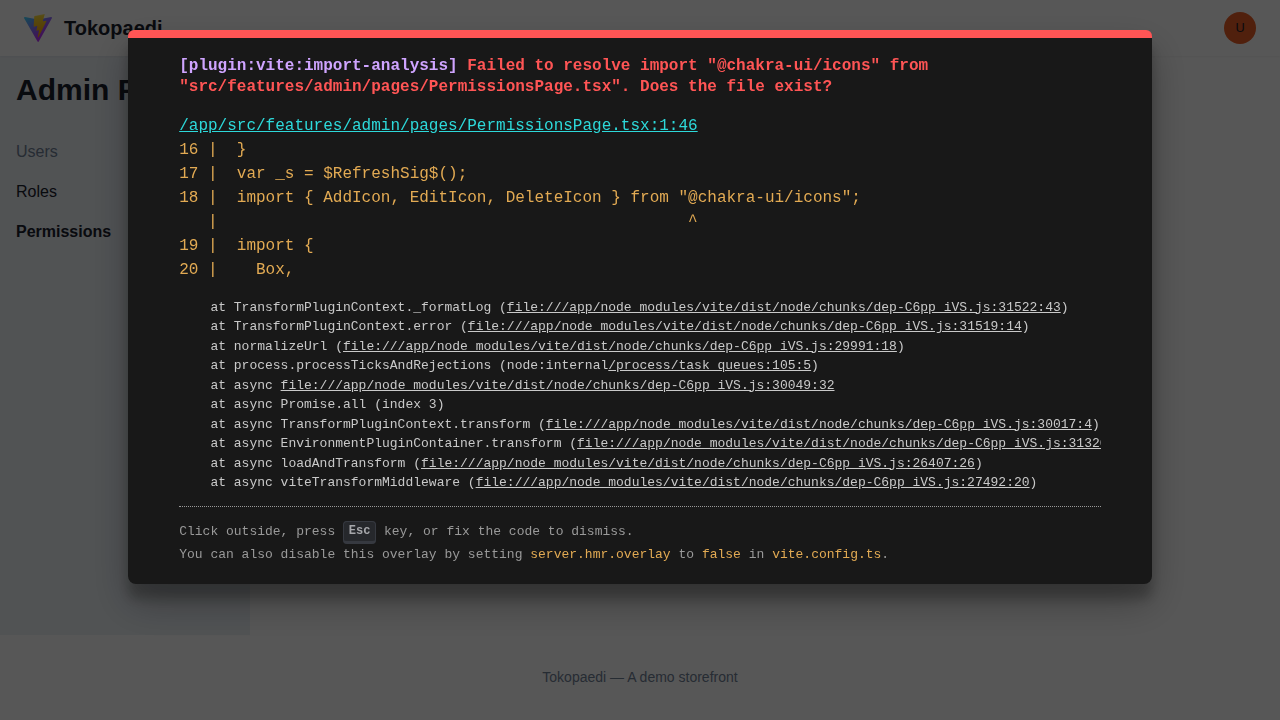 Tokopaedi
U
Admin P
Users
Roles
Permissions
[plugin:vite:import-analysis] Failed to resolve import "@chakra-ui/icons" from
"src/features/admin/pages/PermissionsPage.tsx". Does the file exist?
/app/src/features/admin/pages/PermissionsPage.tsx:1:46
16 |  }
17 |  var _s = $RefreshSig$();
18 |  import { AddIcon, EditIcon, DeleteIcon } from "@chakra-ui/icons";
   |                                                 ^
19 |  import {
20 |    Box,
at TransformPluginContext._formatLog (file:///app/node_modules/vite/dist/node/chunks/dep-C6pp_iVS.js:31522:43)
at TransformPluginContext.error (file:///app/node_modules/vite/dist/node/chunks/dep-C6pp_iVS.js:31519:14)
at normalizeUrl (file:///app/node_modules/vite/dist/node/chunks/dep-C6pp_iVS.js:29991:18)
at process.processTicksAndRejections (node:internal/process/task_queues:105:5)
at async file:///app/node_modules/vite/dist/node/chunks/dep-C6pp_iVS.js:30049:32
at async Promise.all (index 3)
at async TransformPluginContext.transform (file:///app/node_modules/vite/dist/node/chunks/dep-C6pp_iVS.js:30017:4)
at async EnvironmentPluginContainer.transform (file:///app/node_modules/vite/dist/node/chunks/dep-C6pp_iVS.js:3132
at async loadAndTransform (file:///app/node_modules/vite/dist/node/chunks/dep-C6pp_iVS.js:26407:26)
at async viteTransformMiddleware (file:///app/node_modules/vite/dist/node/chunks/dep-C6pp_iVS.js:27492:20)
Click outside, press Esc key, or fix the code to dismiss.
You can also disable this overlay by setting server.hmr.overlay to false in vite.config.ts.
Tokopaedi — A demo storefront